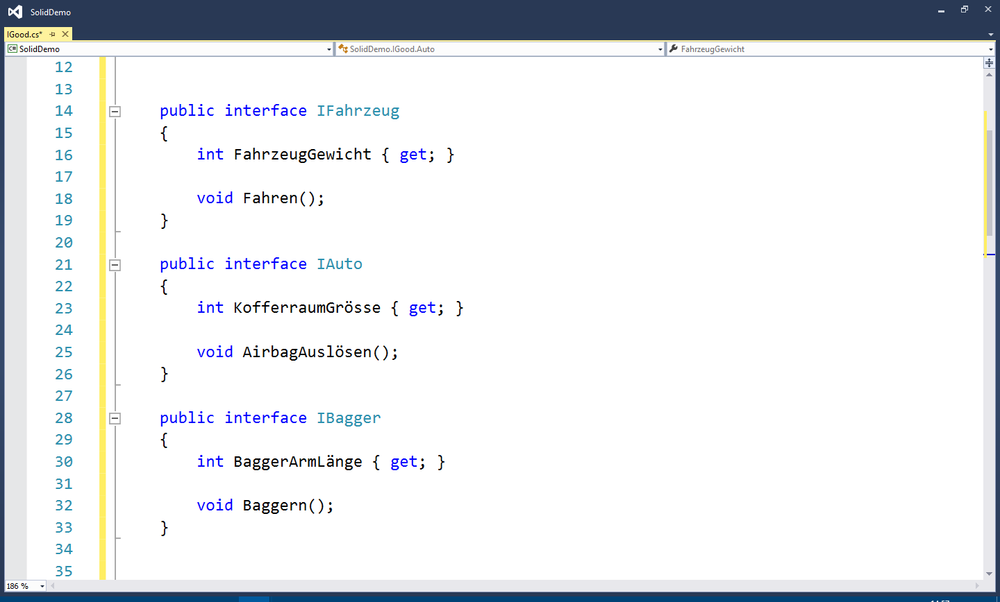 SolidDemo
IGood.cs*
SolidDemo SolidDemo.IGood.Auto FahrzeugGewicht
12
13
14 public interface IFahrzeug
15 {
16 int FahrzeugGewicht { get; }
17
18 void Fahren();
19 }
20
21 public interface IAuto
22 {
23 int KofferraumGrösse { get; }
24
25 void AirbagAuslösen();
26 }
27
28 public interface IBagger
29 {
30 int BaggerArmLänge { get; }
31
32 void Baggern();
33 }
34
35
186 %